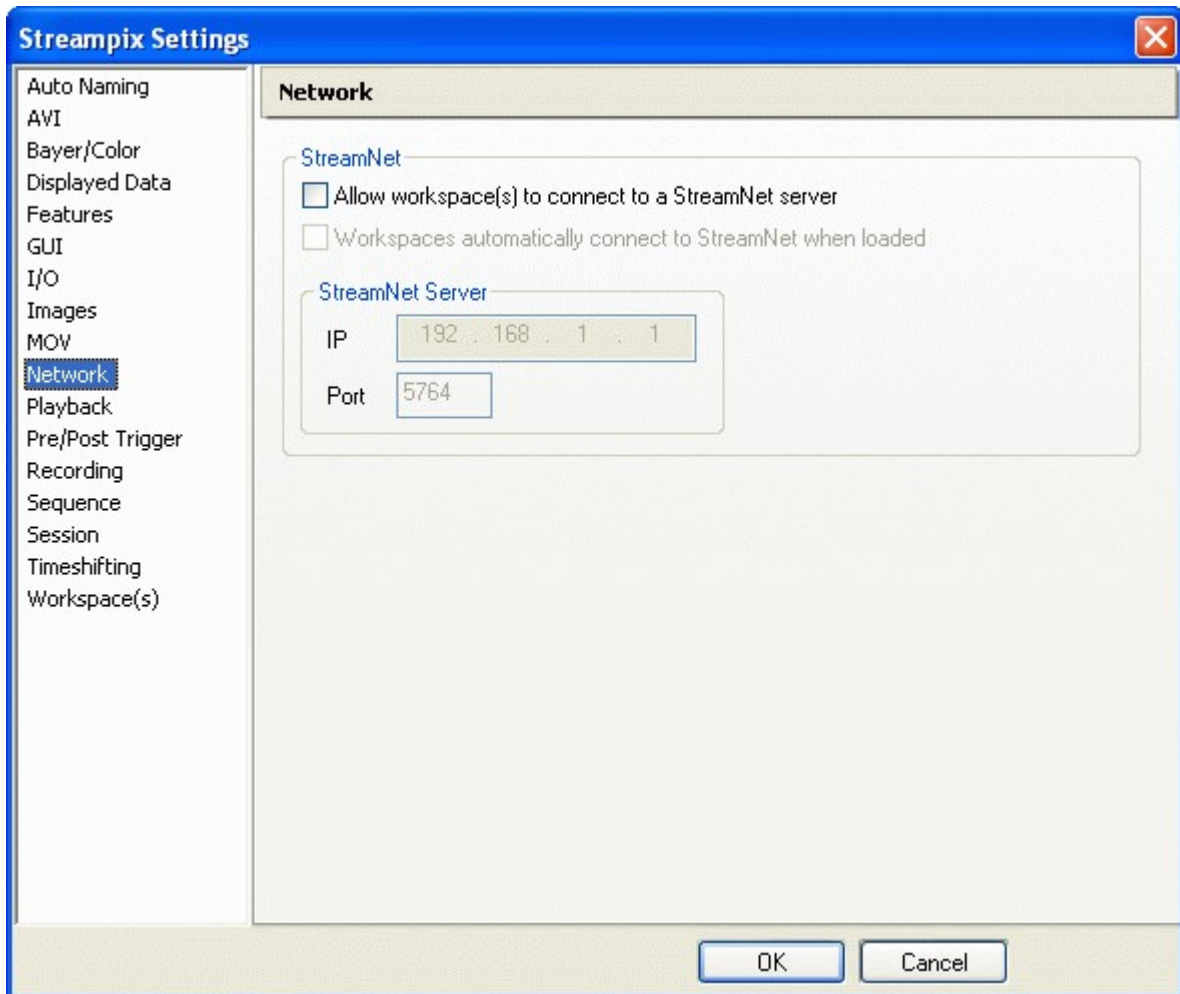 Streampix Settings
Auto Naming
AVI
Bayer/Color
Displayed Data
Features
GUI
I/O
Images
MOV
Network
Playback
Pre/Post Trigger
Recording
Sequence
Session
Timeshifting
Workspace(s)
Network
StreamNet
Allow workspace(s) to connect to a StreamNet server
Workspaces automatically connect to StreamNet when loaded
StreamNet Server
IP 192 . 168 . 1 . 1
Port 5764
OK Cancel